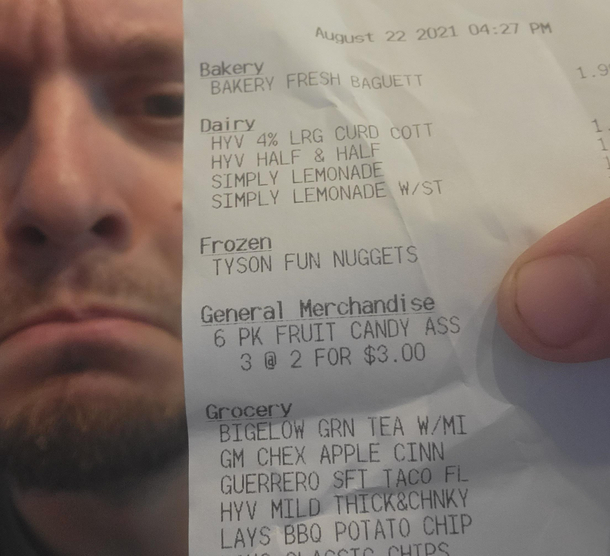 August 22 2021 04:27 PM
Bakery
BAKERY FRESH BAGUETT
Dairy
HYV 4% LRG CURD COTT
HYV HALF & HALF
SIMPLY LEMONADE
SIMPLY LEMONADE W/ST
Frozen
TYSON FUN NUGGETS
General Merchandise
6 PK FRUIT CANDY ASS
3 @ 2 FOR $3.00
Grocery
BIGELOW GRN TEA W/MI
GM CHEX APPLE CINN
GUERRERO SFT TACO FL
HYV MILD THICK&CHNKY
LAYS BBQ POTATO CHIP
CLASSIC CHIPS